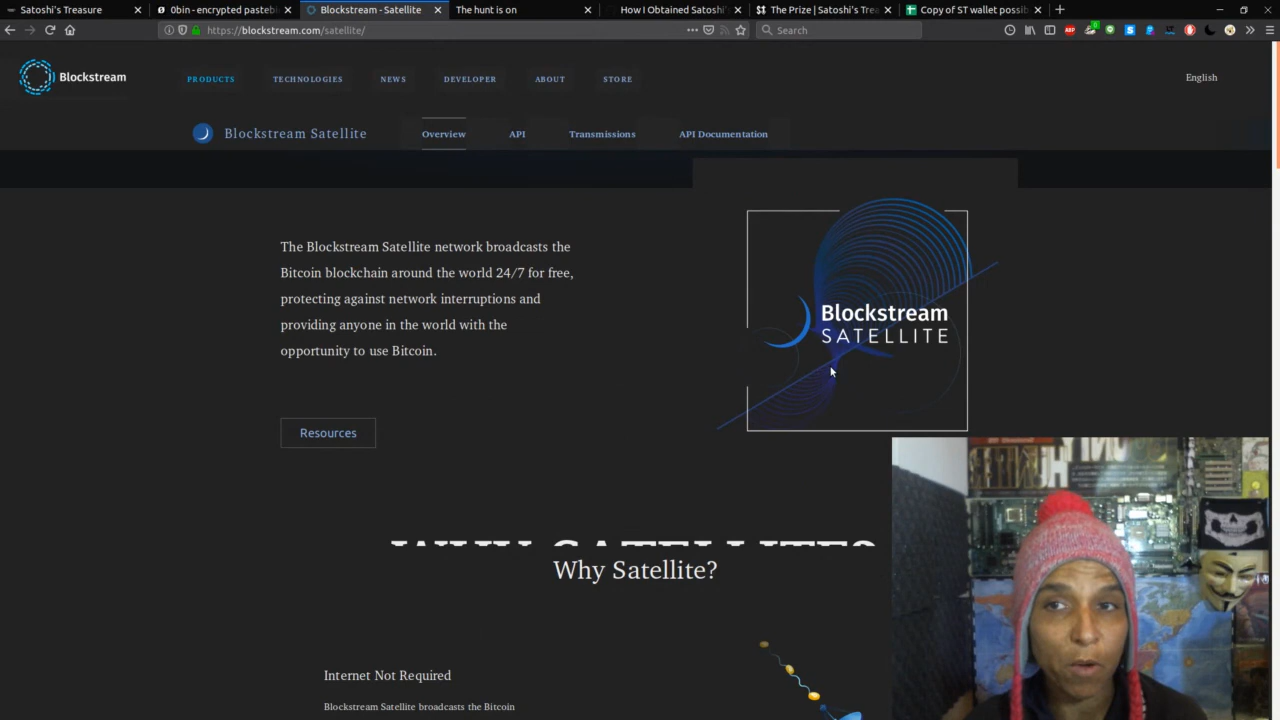 Satoshi's Treasure
0bin - encrypted pasteb
Blockstream - Satellite
The hunt is on
How I Obtained Satoshi'
The Prize | Satoshi's Trea
Copy of ST wallet possib
https://blockstream.com/satellite/
Search
Blockstream
PRODUCTS
TECHNOLOGIES
NEWS
DEVELOPER
ABOUT
STORE
English
Blockstream Satellite
Overview
API
Transmissions
API Documentation
The Blockstream Satellite network broadcasts the
Bitcoin blockchain around the world 24/7 for free,
protecting against network interruptions and
providing anyone in the world with the
opportunity to use Bitcoin.
Resources
Blockstream
SATELLITE
WHY SATELLITE?
Why Satellite?
Internet Not Required
Blockstream Satellite broadcasts the Bitcoin